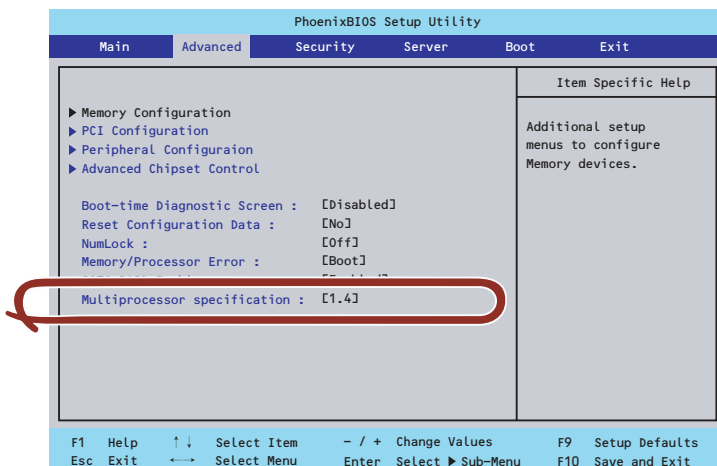 PhoenixBIOS Setup Utility
Main Advanced Security Server Boot Exit
Item Specific Help
Memory Configuration
PCI Configuration
Peripheral Configuraion
Advanced Chipset Control
Additional setup
menus to configure
Memory devices.
Boot-time Diagnostic Screen : [Disabled]
Reset Configuration Data : [No]
NumLock : [Off]
Memory/Processor Error : [Boot]
Multiprocessor specification : [1.4]
F1 Help ↑↓ Select Item - / + Change Values F9 Setup Defaults
Esc Exit ←→ Select Menu Enter Select ▶ Sub-Menu F10 Save and Exit